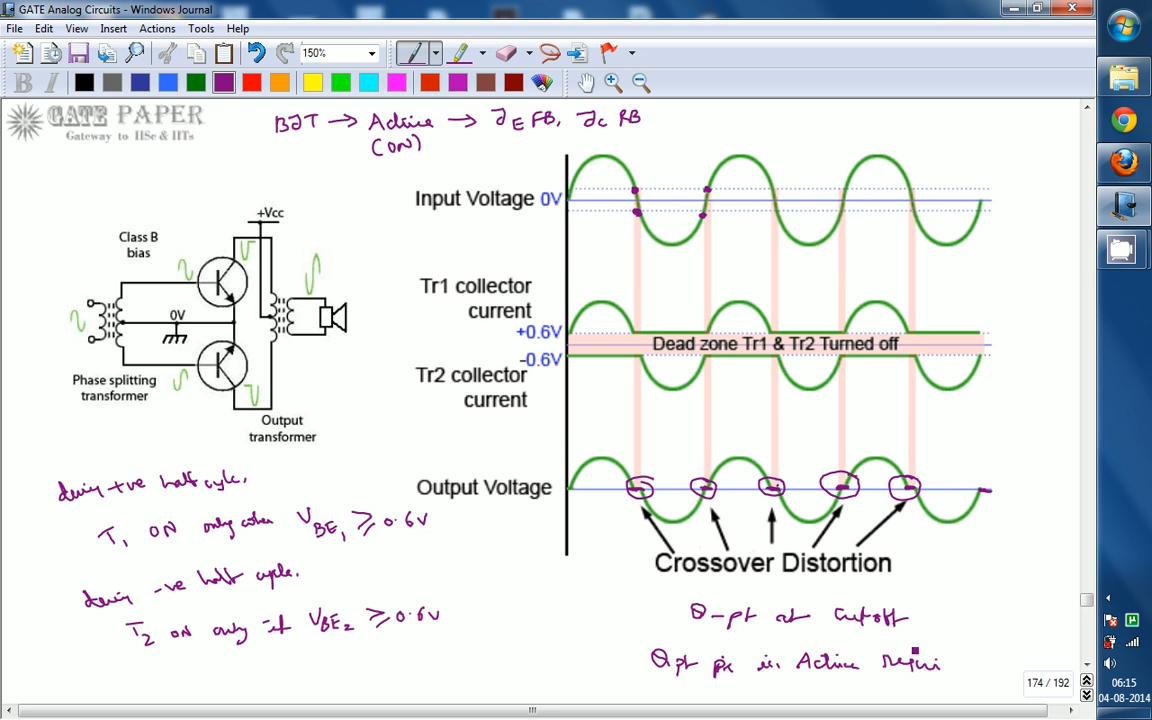 GATE Analog Circuits - Windows Journal
File Edit View Insert Actions Tools Help
150%
B I
GATE PAPER
Gateway to IISc & IITs
BJT → Active → JE FB, JC RB
(ON)
+Vcc
Class B
bias
0V
Phase splitting
transformer
Output
transformer
Input Voltage 0V
Tr1 collector
current
+0.6V
Dead zone Tr1 & Tr2 Turned off
-0.6V
Tr2 collector
current
Output Voltage
Crossover Distortion
during +ve half cycle,
T1 ON only when VBE1 ≥ 0.6V
during -ve half cycle.
T2 ON only if VBE2 ≥ 0.6V
Q-pt at cutoff
Qpt in Active
174 / 192
06:15
04-08-2014